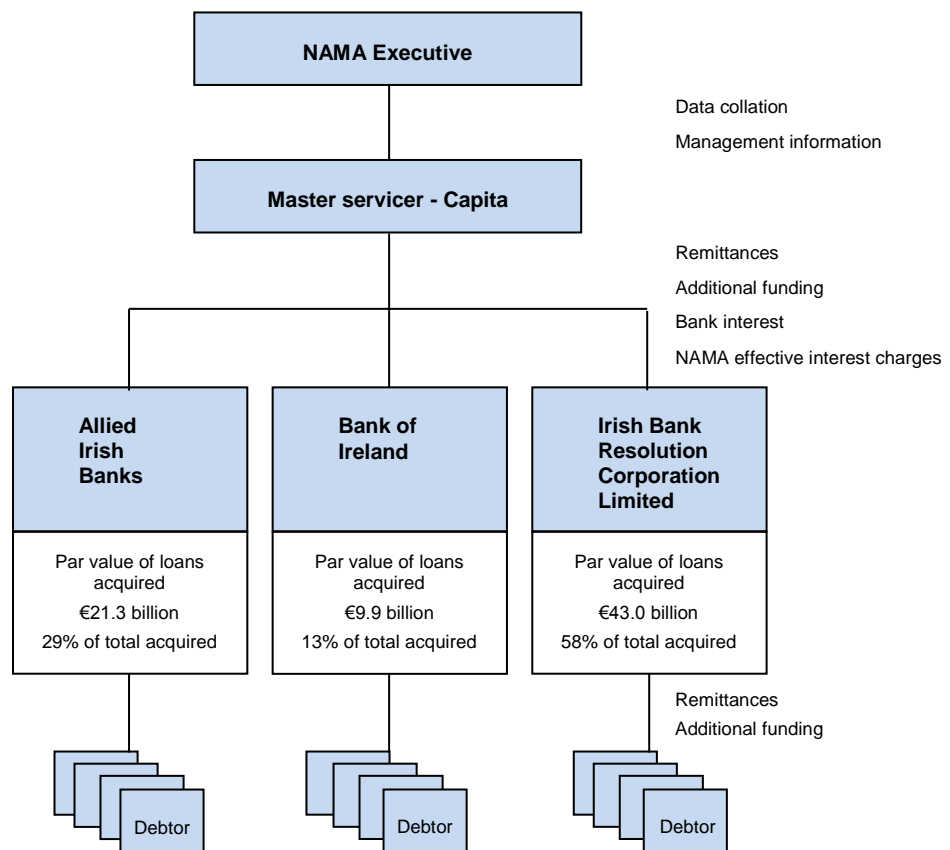 NAMA Executive
Data collation
Management information
Master servicer - Capita
Remittances
Additional funding
Bank interest
NAMA effective interest charges
Allied
Irish
Banks
Par value of loans
acquired
€21.3 billion
29% of total acquired
Bank of
Ireland
Par value of loans
acquired
€9.9 billion
13% of total acquired
Irish Bank
Resolution
Corporation
Limited
Par value of loans
acquired
€43.0 billion
58% of total acquired
Remittances
Additional funding
Debtor
Debtor
Debtor